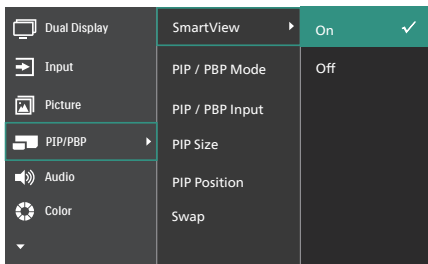 Dual Display
Input
Picture
PIP/PBP
Audio
Color
SmartView
PIP / PBP Mode
PIP / PBP Input
PIP Size
PIP Position
Swap
On
Off